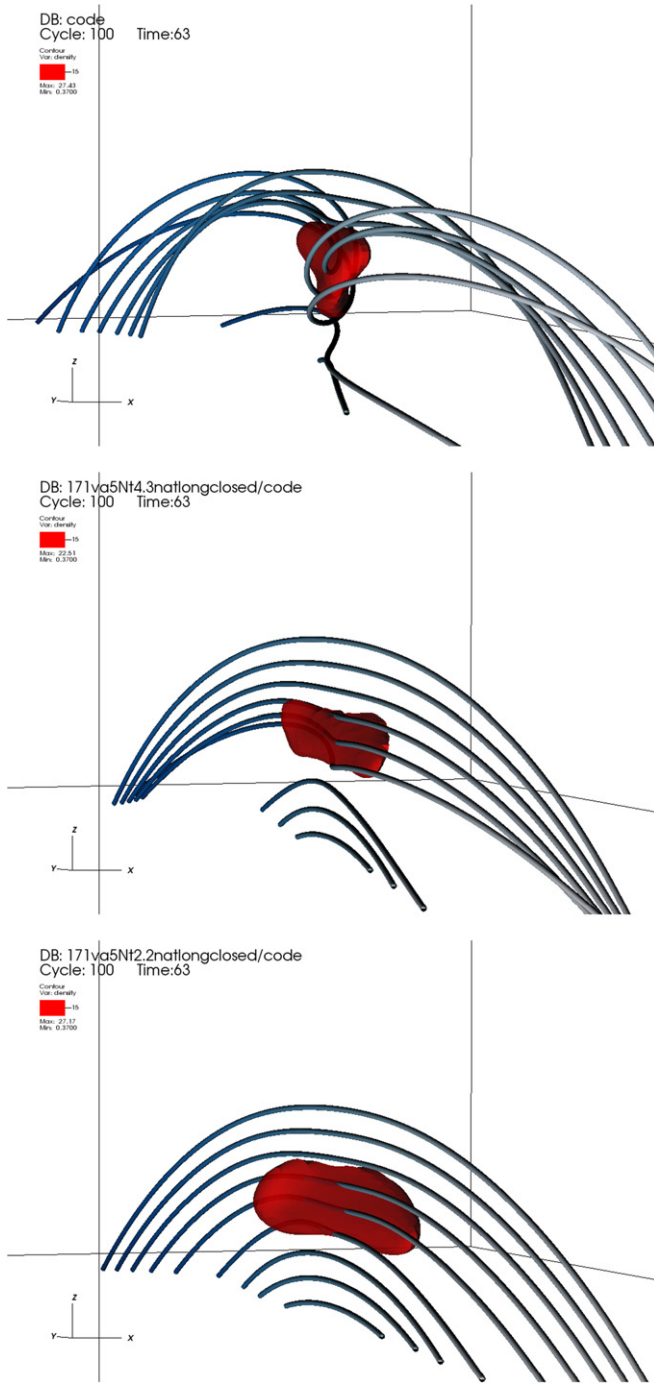 DB: code
Cycle: 100 Time:63
Contour
Var: density
15
Max: 27.43
Min: 0.3700
Z
Y
X
DB: 171va5Nt4.3natlongclosed/code
Cycle: 100 Time:63
Contour
Var: density
15
Max: 22.51
Min: 0.3700
Z
Y
X
DB: 171va5Nt2.2natlongclosed/code
Cycle: 100 Time:63
Contour
Var: density
15
Max: 27.17
Min: 0.3700
Z
Y
X